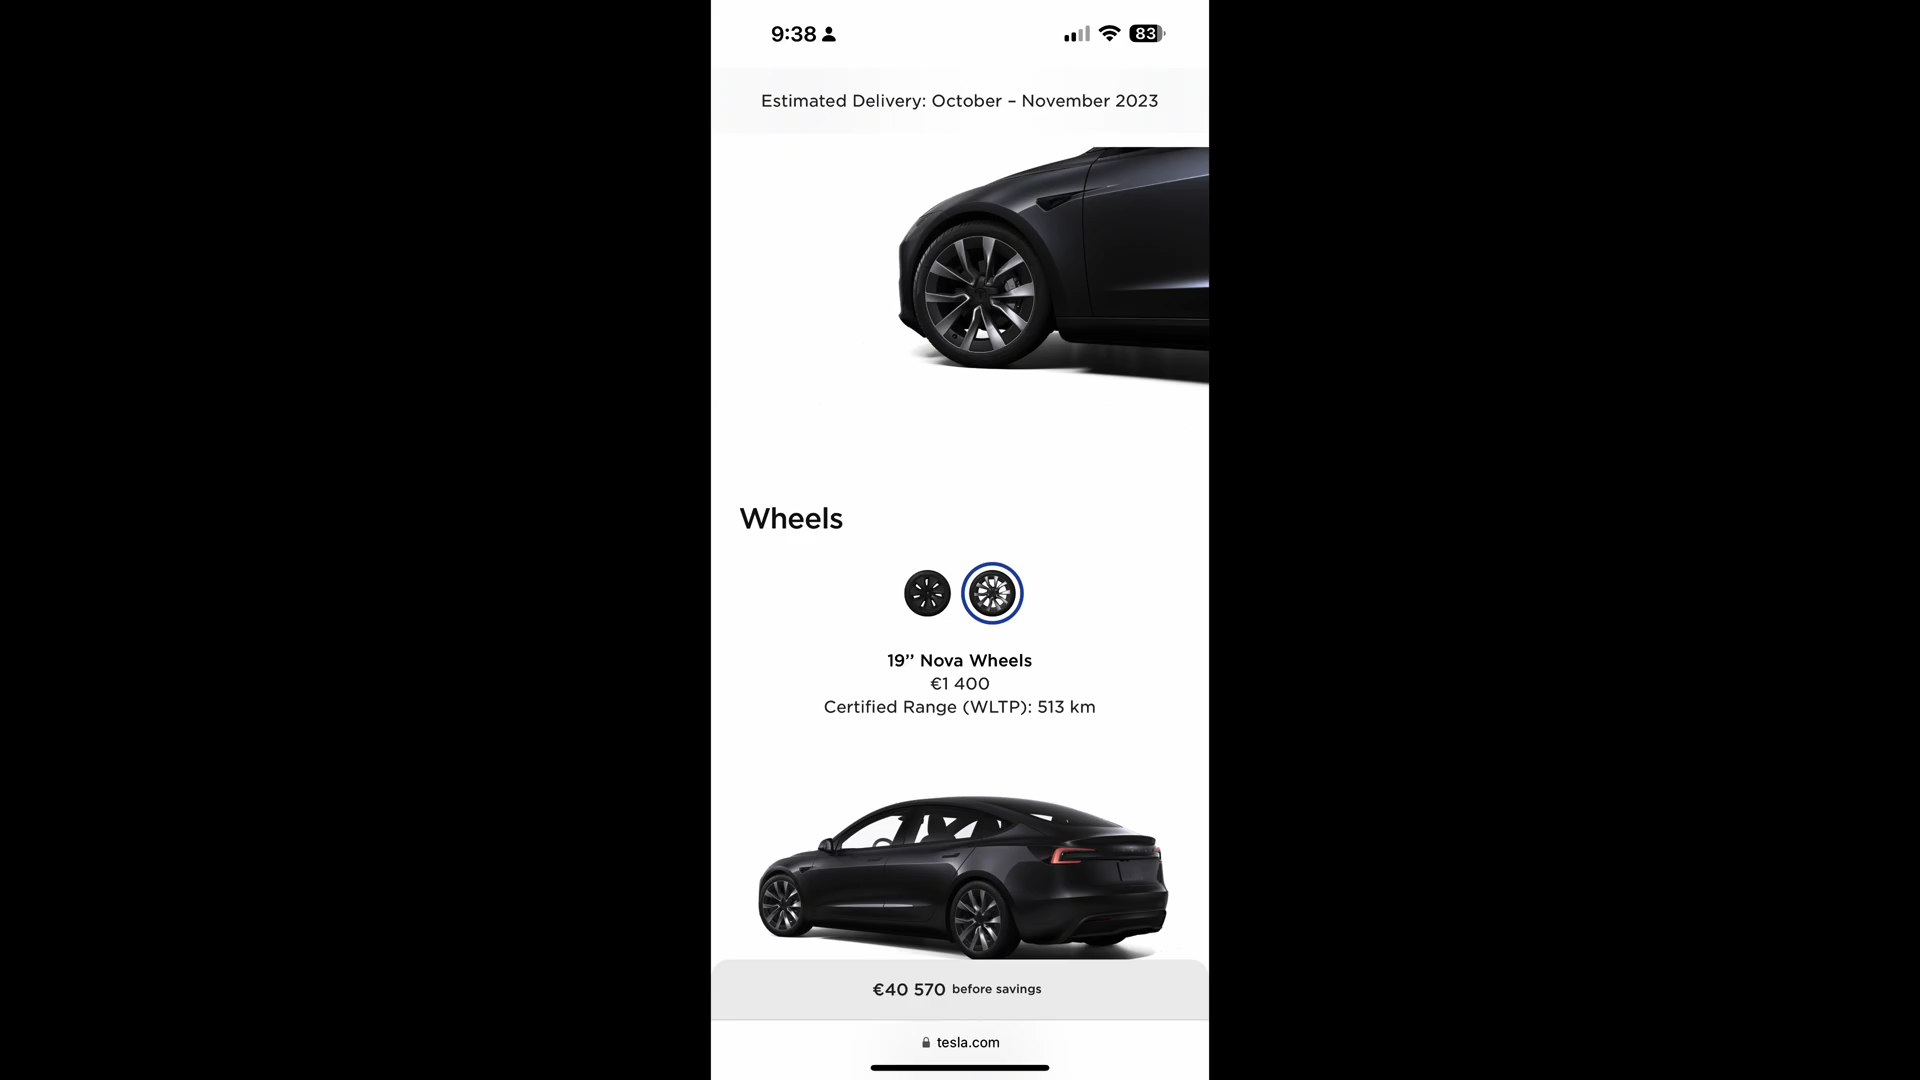 9:38
83
Estimated Delivery: October – November 2023
Wheels
19’’ Nova Wheels
€1 400
Certified Range (WLTP): 513 km
€40 570 before savings
tesla.com